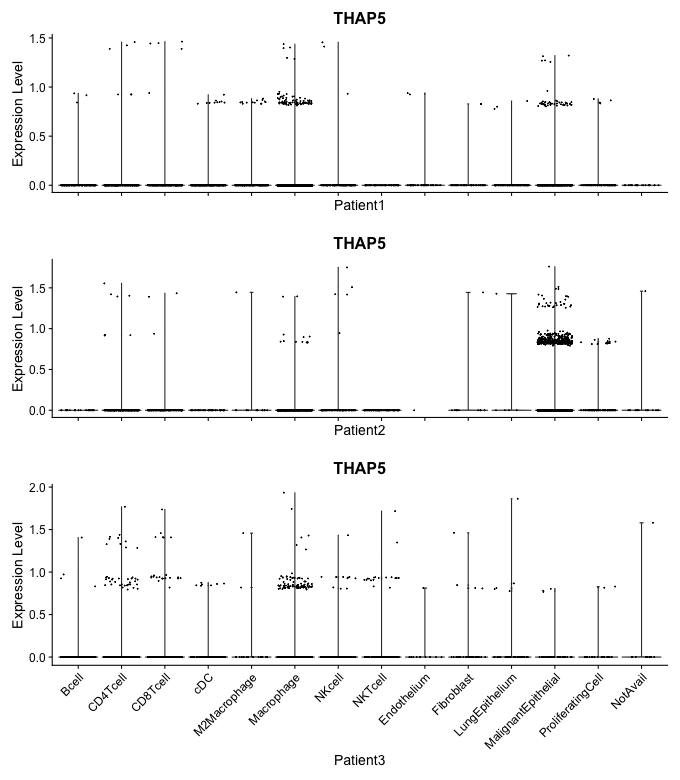 THAP5
Expression Level
1.5
1.0
0.5
0.0
Patient1
THAP5
Expression Level
1.5
1.0
0.5
0.0
Patient2
THAP5
Expression Level
2.0
1.5
1.0
0.5
0.0
Bcell
CD4Tcell
CD8Tcell
cDC
M2Macrophage
Macrophage
NKcell
NKTcell
Endothelium
Fibroblast
LungEpithelium
MalignantEpithelial
ProliferatingCell
NotAvail
Patient3